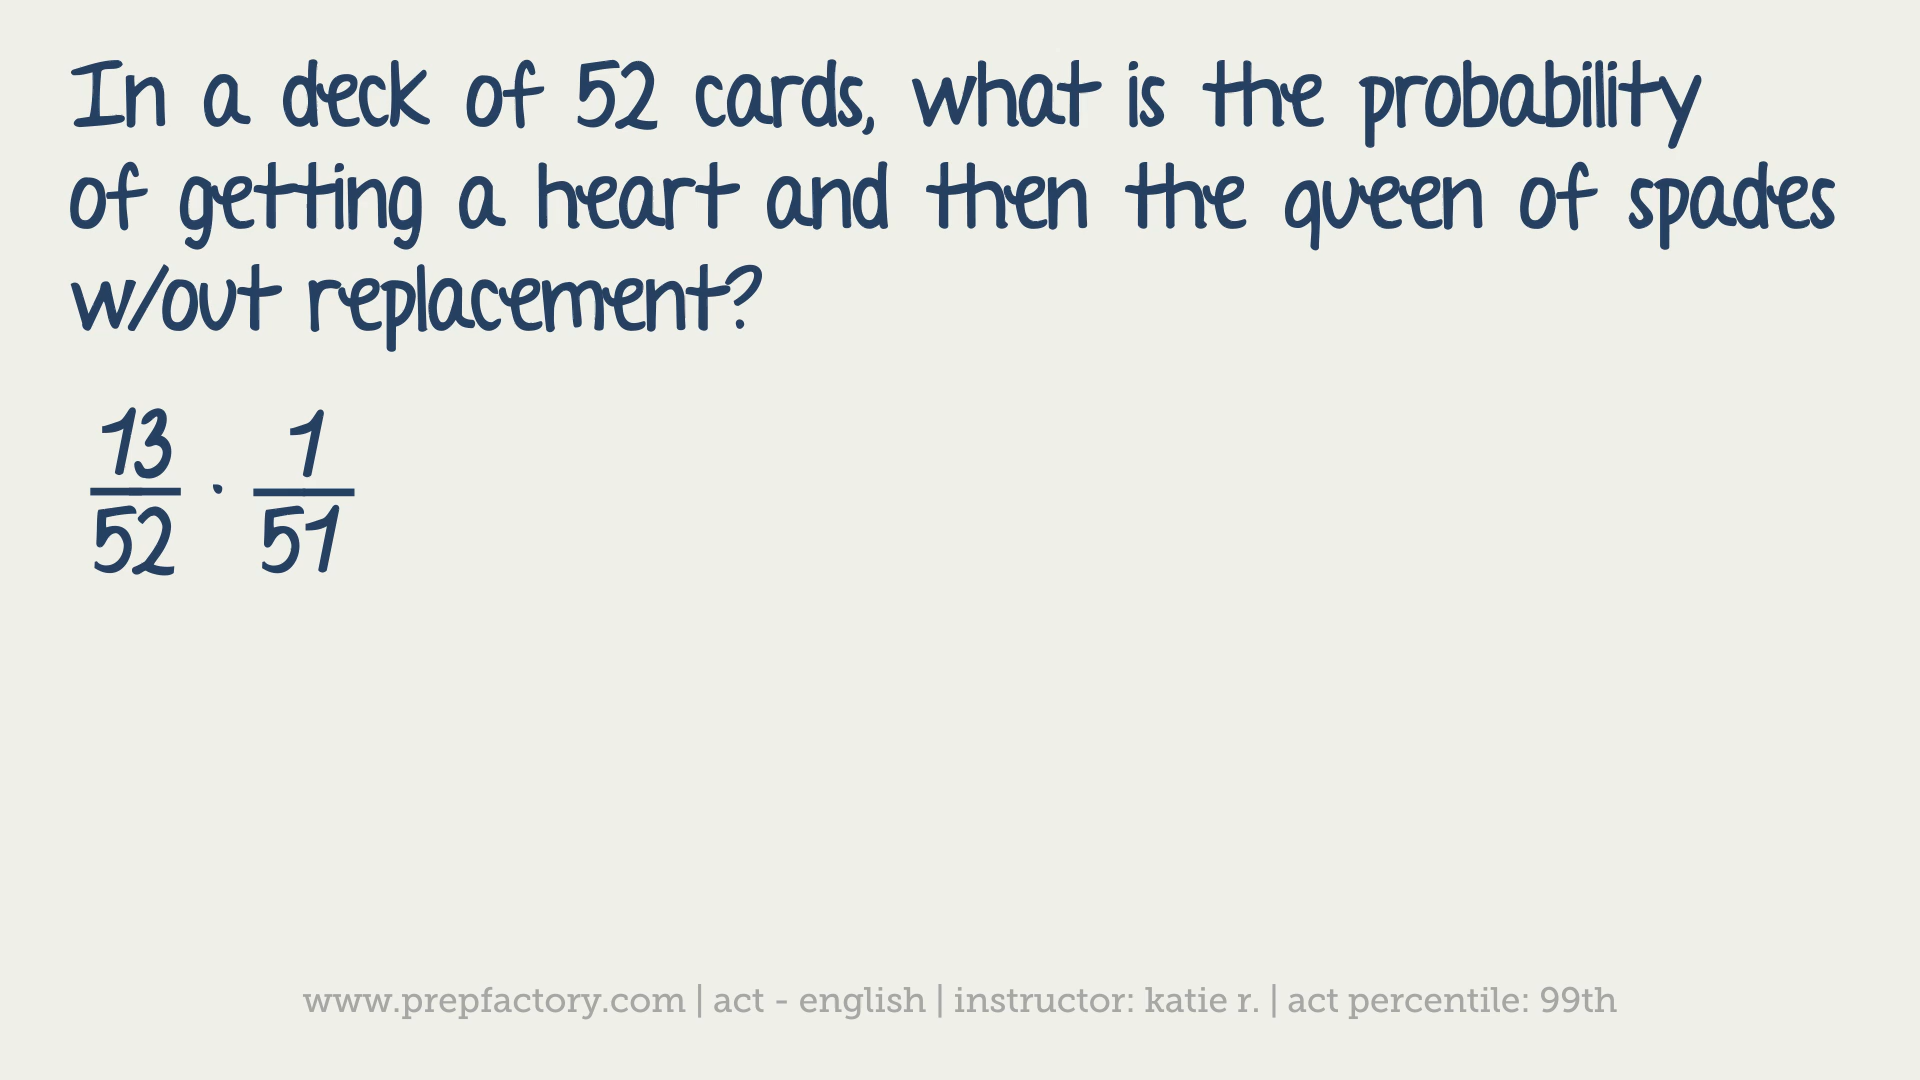 In a deck of 52 cards, what is the probability
of getting a heart and then the queen of spades
w/out replacement?
13/52 · 1/51
www.prepfactory.com | act - english | instructor: katie r. | act percentile: 99th